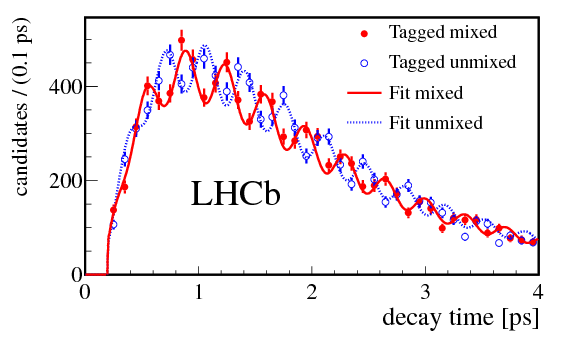 candidates / (0.1 ps)
400
200
0
Tagged mixed
Tagged unmixed
Fit mixed
Fit unmixed
LHCb
0 1 2 3 4
decay time [ps]